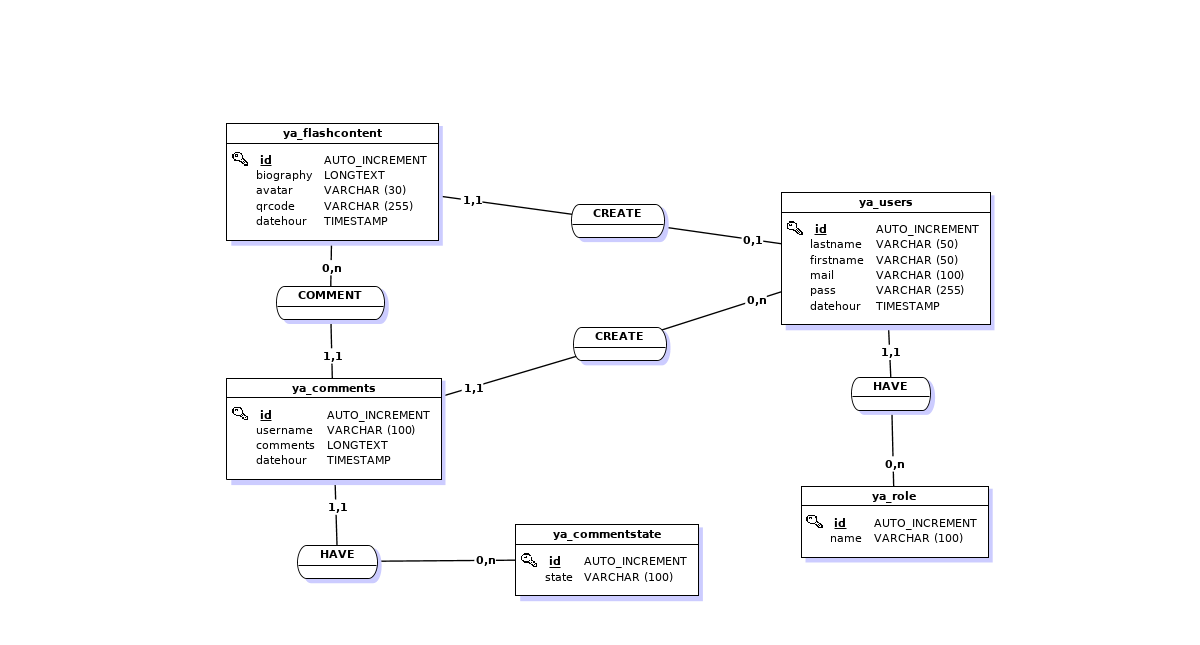 ya_flashcontent
id AUTO_INCREMENT
biography LONGTEXT
avatar VARCHAR (30)
qrcode VARCHAR (255)
datehour TIMESTAMP
1,1
CREATE
0,1
ya_users
id AUTO_INCREMENT
lastname VARCHAR (50)
firstname VARCHAR (50)
mail VARCHAR (100)
pass VARCHAR (255)
datehour TIMESTAMP
0,n
COMMENT
1,1
0,n
CREATE
1,1
ya_comments
id AUTO_INCREMENT
username VARCHAR (100)
comments LONGTEXT
datehour TIMESTAMP
1,1
HAVE
0,n
ya_role
id AUTO_INCREMENT
name VARCHAR (100)
1,1
HAVE
0,n
ya_commentstate
id AUTO_INCREMENT
state VARCHAR (100)